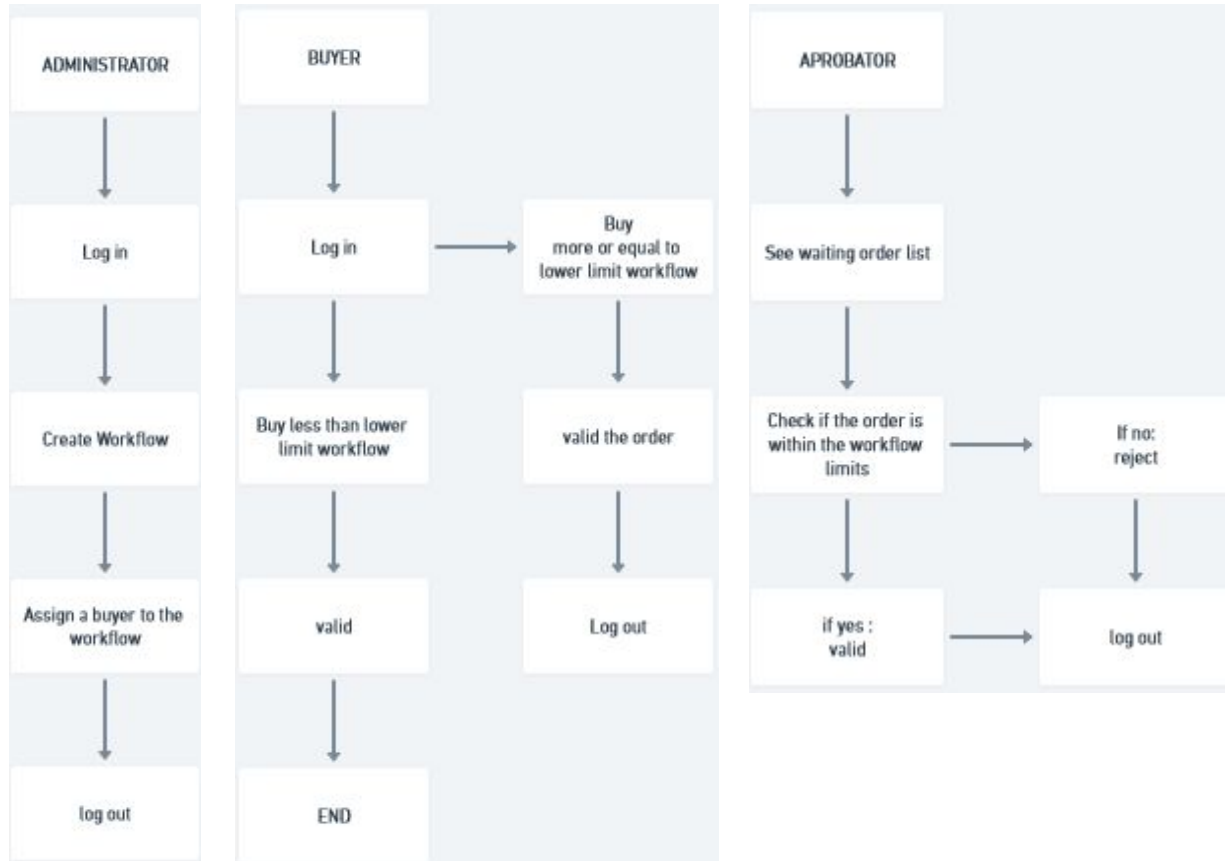 ADMINISTRATOR
Log in
Create Workflow
Assign a buyer to the
workflow
log out
BUYER
Log in
Buy
more or equal to
lower limit workflow
Buy less than lower
limit workflow
valid the order
valid
Log out
END
APROBATOR
See waiting order list
Check if the order is
within the workflow
limits
If no:
reject
if yes :
valid
log out